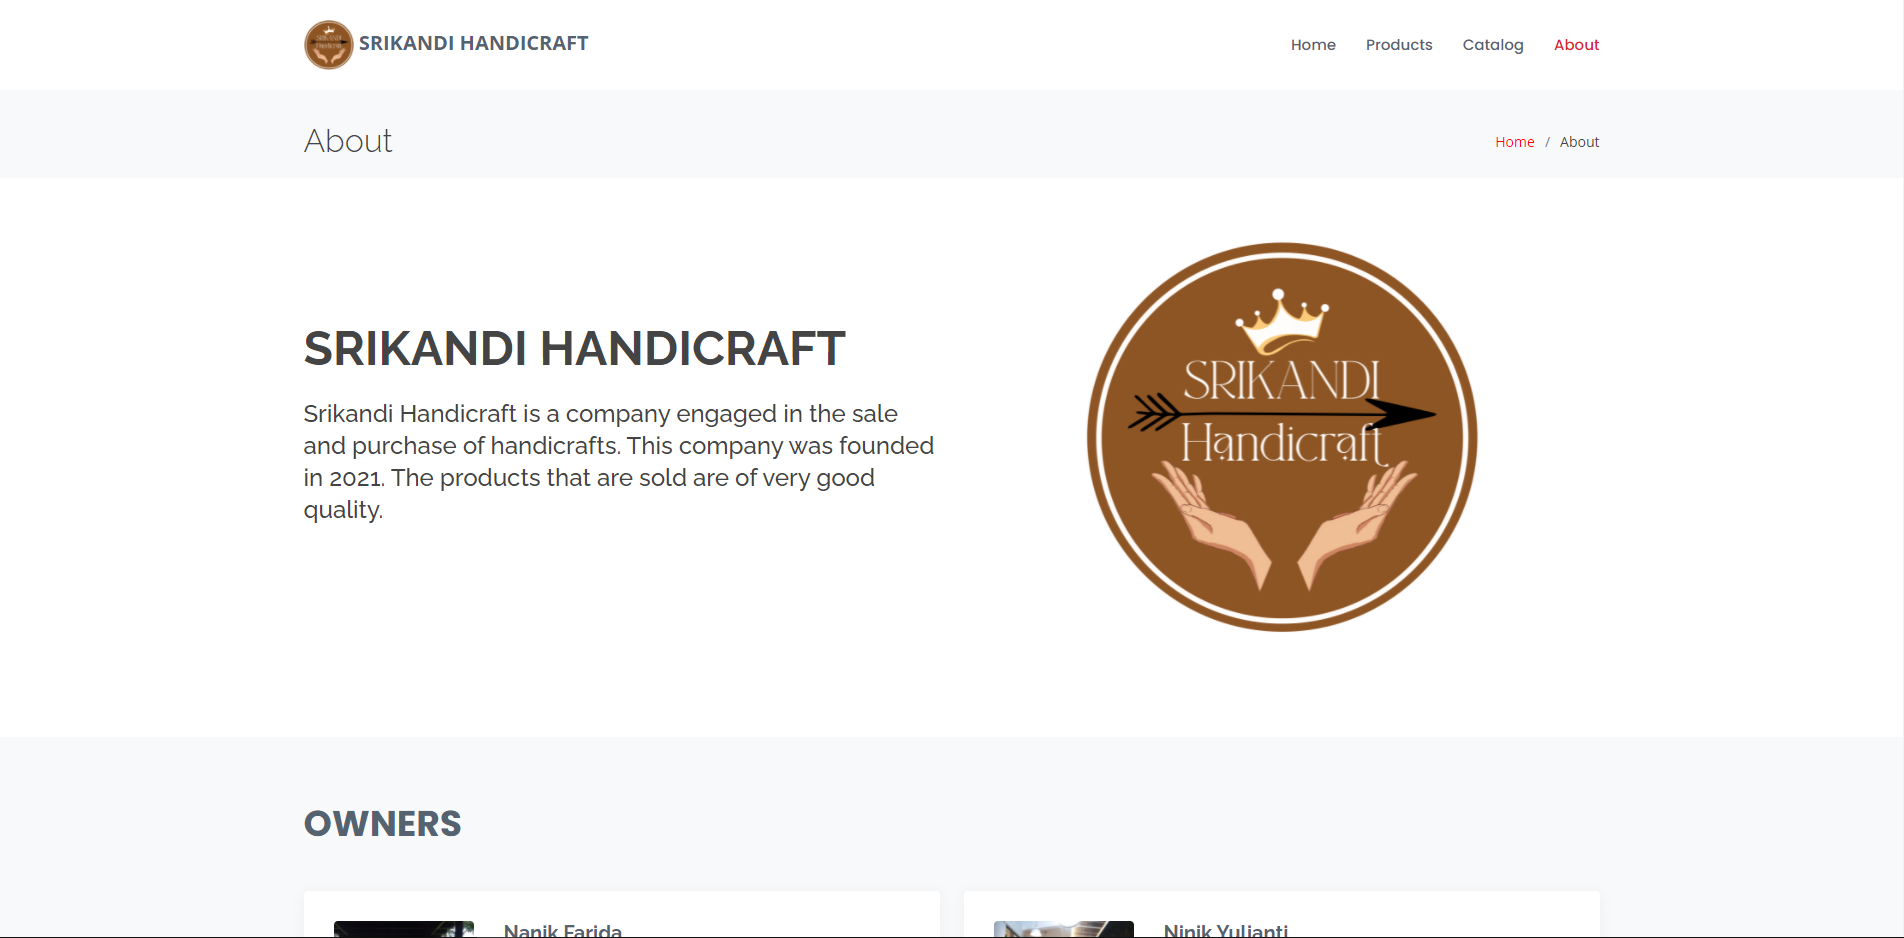 SRIKANDI HANDICRAFT
Home Products Catalog About
About
Home / About
SRIKANDI HANDICRAFT
Srikandi Handicraft is a company engaged in the sale
and purchase of handicrafts. This company was founded
in 2021. The products that are sold are of very good
quality.
SRIKANDI
Handicraft
OWNERS
Nanik Farida
Ninik Yulianti